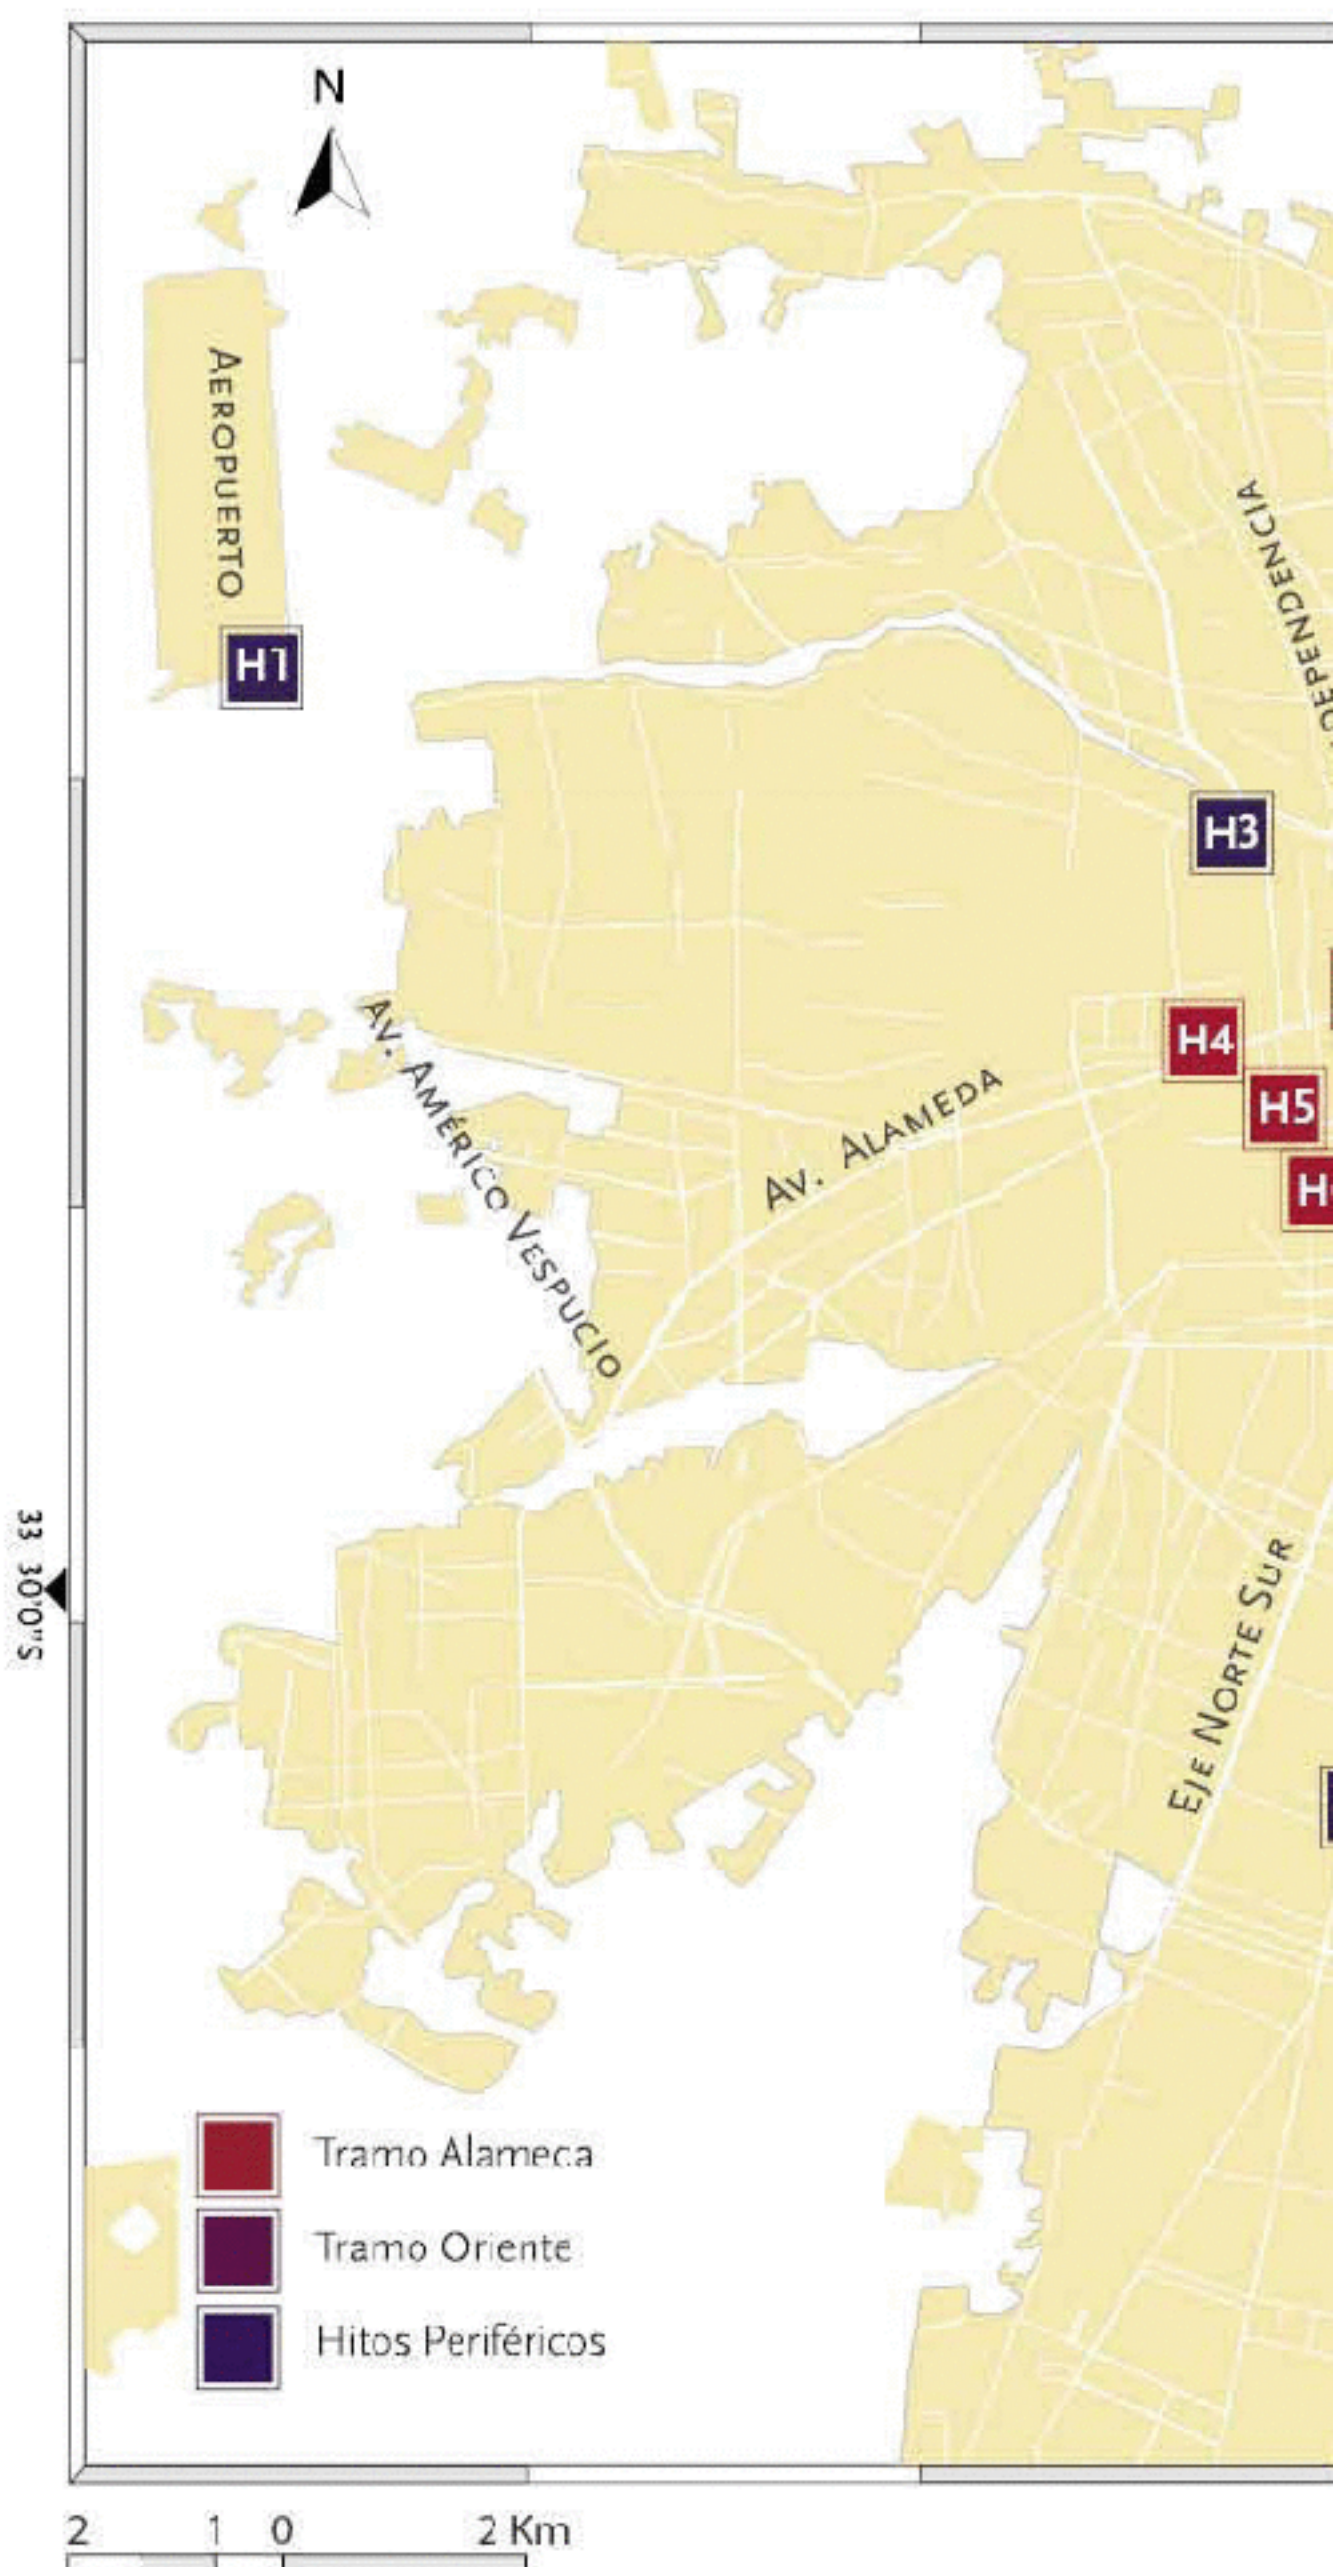 N
AEROPUERTO
H1
DEPENDENCIA
H3
H4
H5
AV. ALAMEDA
AV. AMÉRICO VESPUCIO
33 30'0"S
EJE NORTE SUR
Tramo Alameca
Tramo Oriente
Hitos Periféricos
2 1 0 2 Km